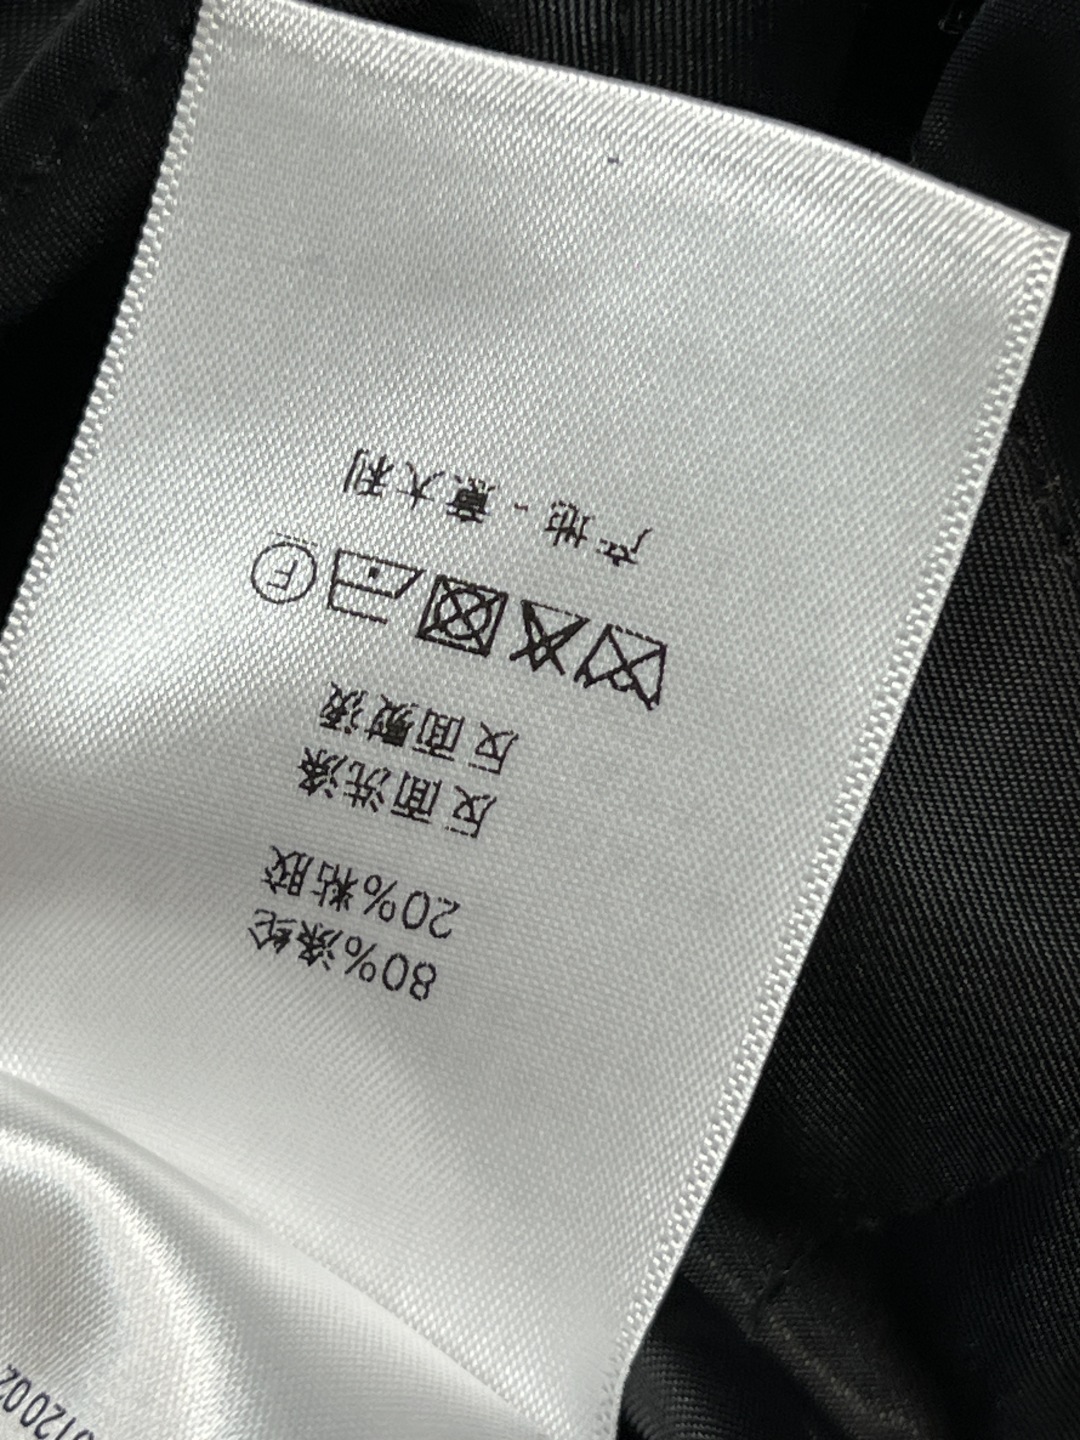 80%涤纶
20%粘胶
反面洗涤
反面熨烫
F
产地 - 意大利